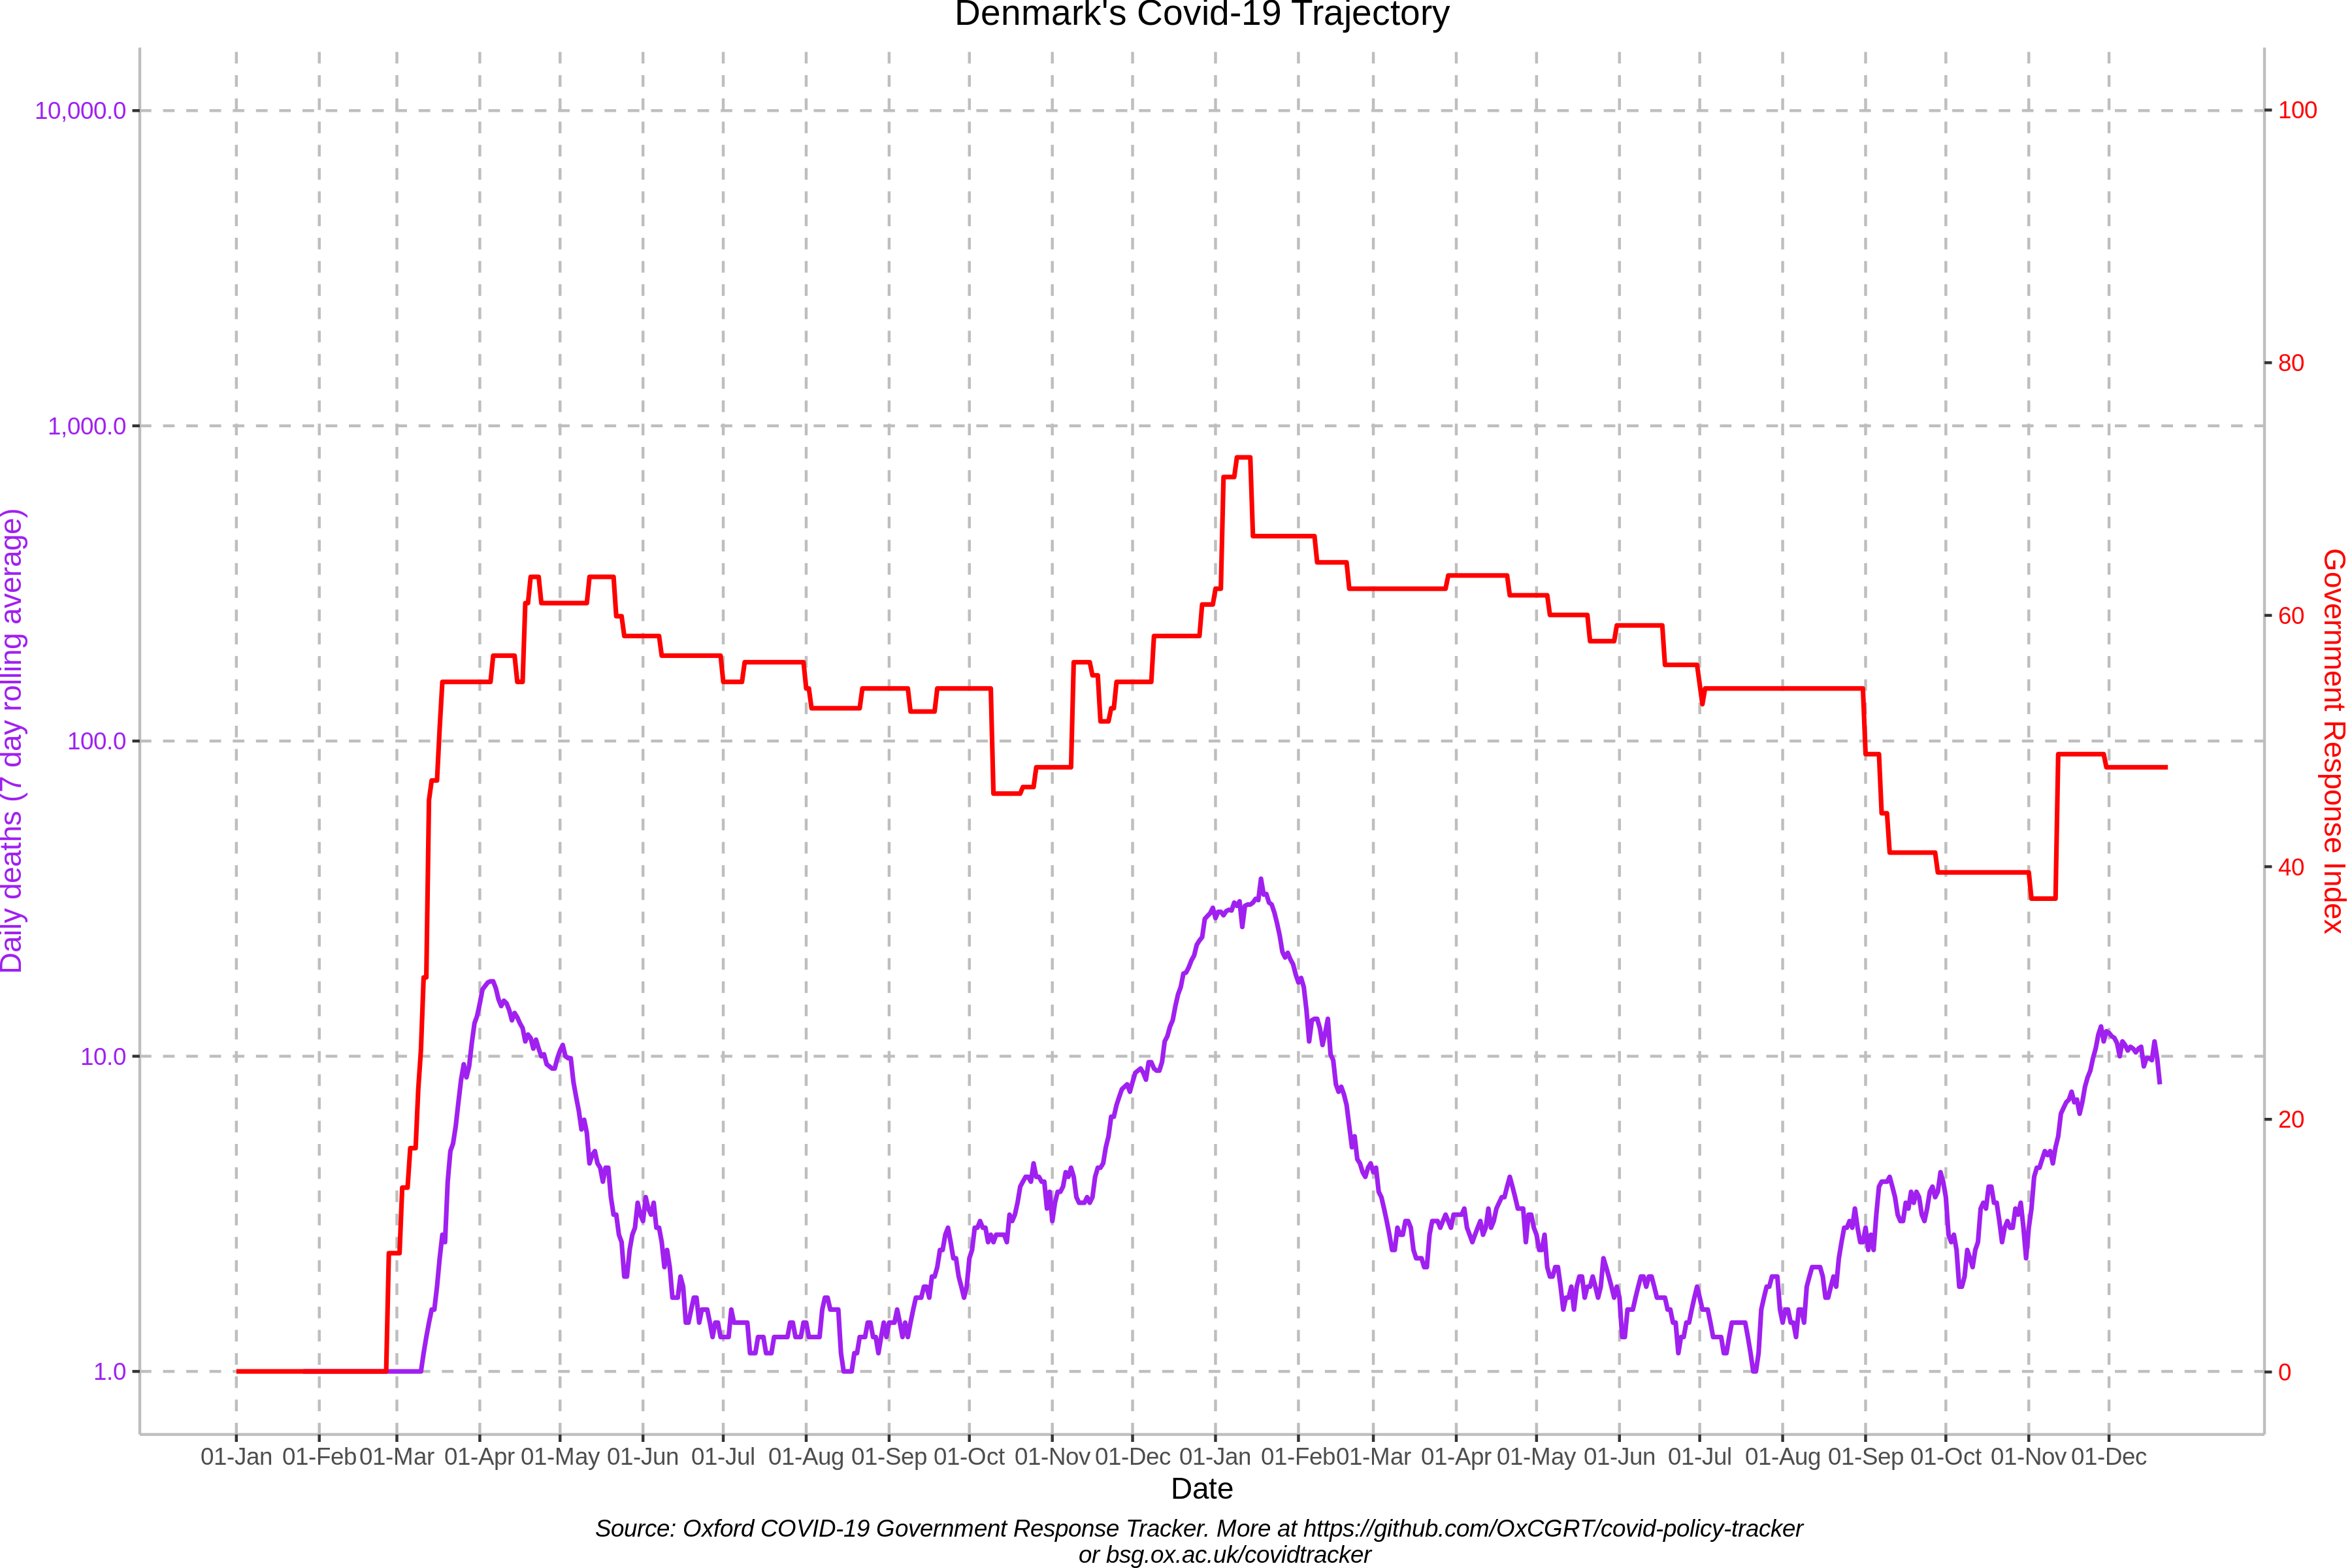 Denmark's Covid-19 Trajectory
10,000.0
1,000.0
100.0
10.0
1.0
Daily deaths (7 day rolling average)
100
80
60
40
20
0
Government Response Index
01-Jan 01-Feb 01-Mar 01-Apr 01-May 01-Jun 01-Jul 01-Aug 01-Sep 01-Oct 01-Nov 01-Dec 01-Jan 01-Feb 01-Mar 01-Apr 01-May 01-Jun 01-Jul 01-Aug 01-Sep 01-Oct 01-Nov 01-Dec
Date
Source: Oxford COVID-19 Government Response Tracker. More at https://github.com/OxCGRT/covid-policy-tracker
or bsg.ox.ac.uk/covidtracker